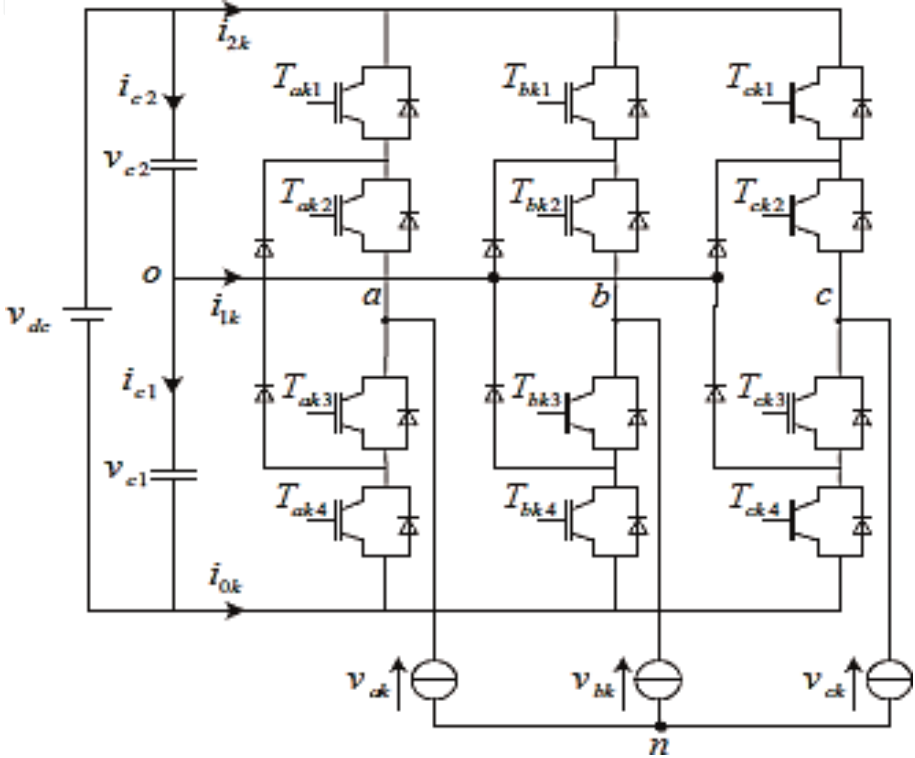 i2k
ic2
Tak1
Tbk1
Tck1
vc2
Tak2
Tbk2
Tck2
o
a
b
c
i1k
vdc
ic1
Tak3
Tbk3
Tck3
vc1
Tak4
Tbk4
Tck4
i0k
vak
vbk
vck
n